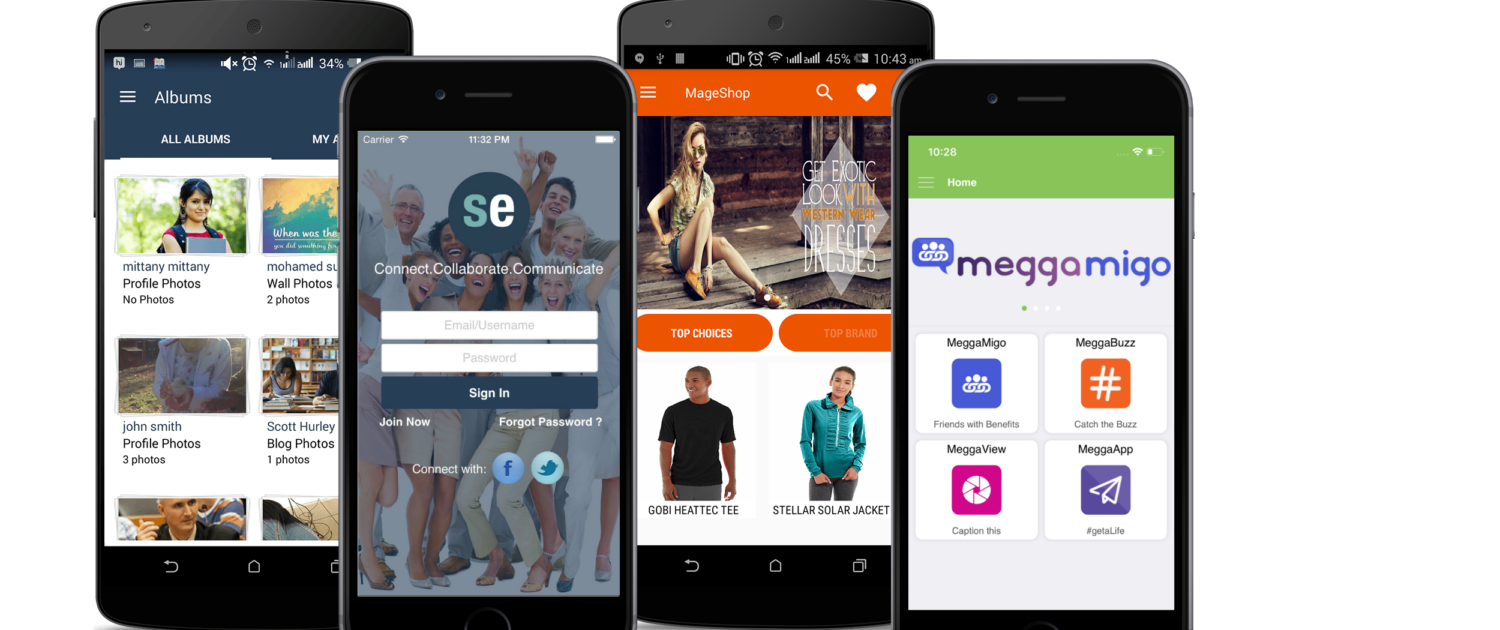 34%
Albums
ALL ALBUMS
MY A
mittany mittany
Profile Photos
No Photos
When was the
you did something for
mohamed su
Wall Photos
2 photos
john smith
Profile Photos
3 photos
Scott Hurley
Blog Photos
1 photos
Carrier
11:32 PM
se
Connect.Collaborate.Communicate
Email/Username
Password
Sign In
Join Now
Forgot Password ?
Connect with:
f
45%
10:43 am
MageShop
GET EXOTIC
LOOK WITH
WESTERN WEAR
DRESSES
TOP CHOICES
TOP BRAND
GOBI HEATTEC TEE
STELLAR SOLAR JACKET
10:28
Home
meggamigo
MeggaMigo
Friends with Benefits
MeggaBuzz
#
Catch the Buzz
MeggaView
Caption this
MeggaApp
#getaLife